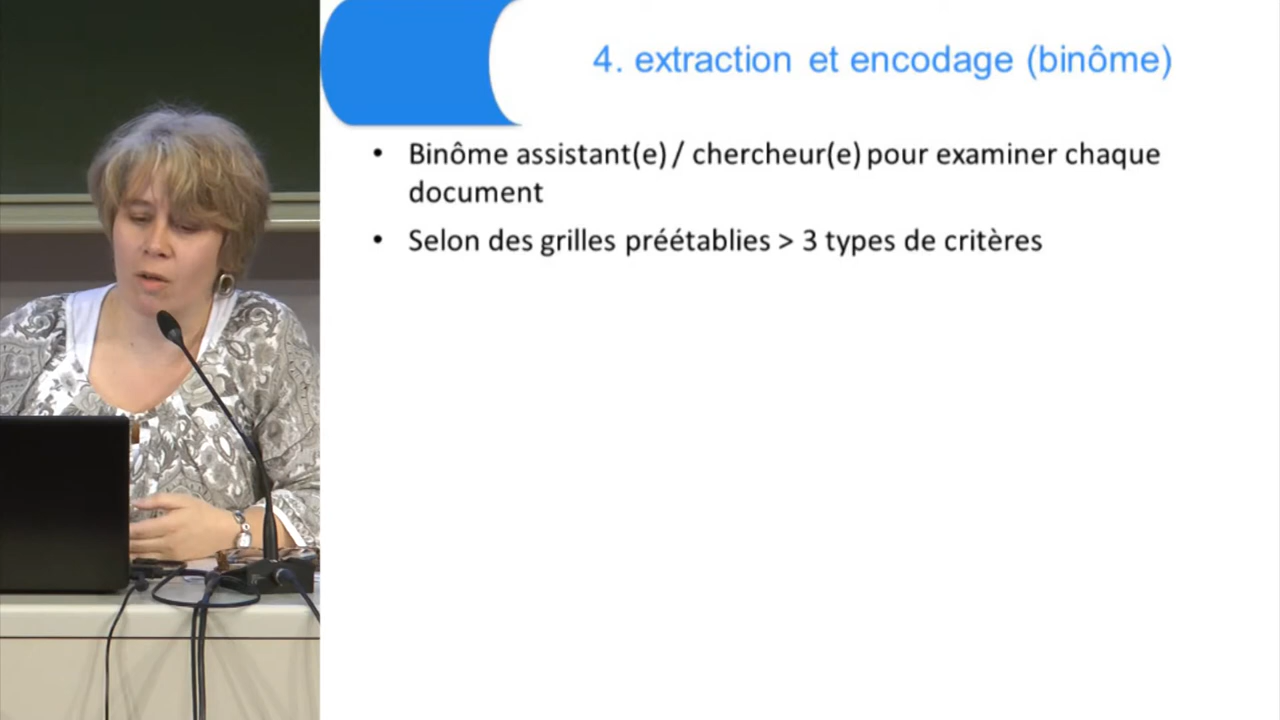 4. extraction et encodage (binôme)
• Binôme assistant(e) / chercheur(e) pour examiner chaque
document
• Selon des grilles préétablies > 3 types de critères